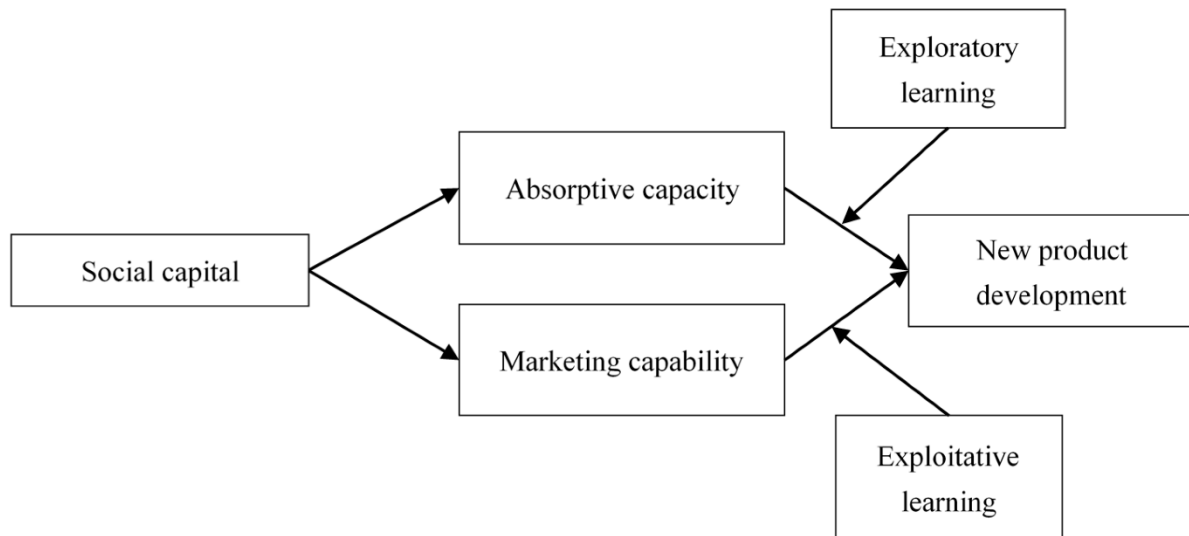 Exploratory
learning
Absorptive capacity
Social capital
New product
development
Marketing capability
Exploitative
learning